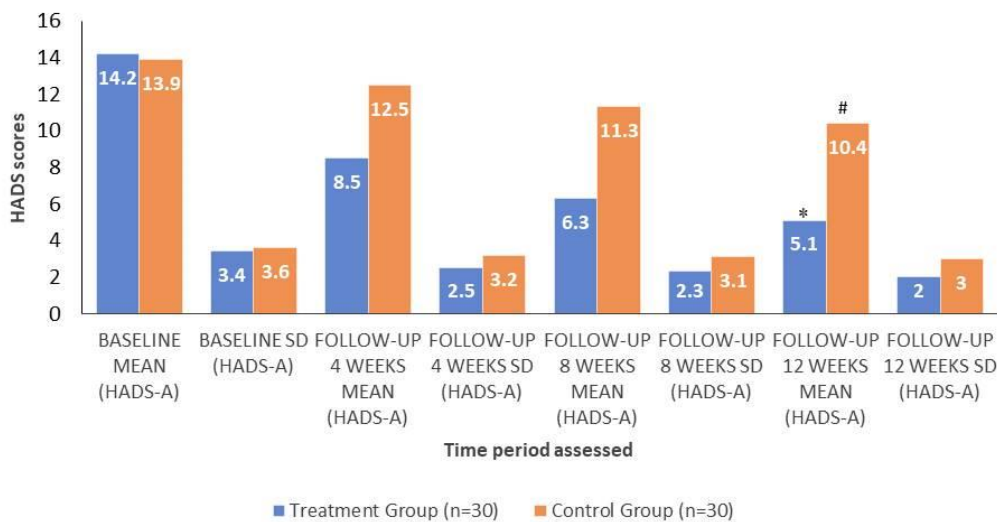 16
14
12
10
8
6
4
2
0
HADS scores
14.2 13.9
3.4 3.6
8.5 12.5
2.5 3.2
6.3 11.3
2.3 3.1
* #
5.1 10.4
2 3
BASELINE
MEAN
(HADS-A)
BASELINE SD
(HADS-A)
FOLLOW-UP
4 WEEKS
MEAN
(HADS-A)
FOLLOW-UP
4 WEEKS SD
(HADS-A)
FOLLOW-UP
8 WEEKS
MEAN
(HADS-A)
FOLLOW-UP
8 WEEKS SD
(HADS-A)
FOLLOW-UP
12 WEEKS
MEAN
(HADS-A)
FOLLOW-UP
12 WEEKS SD
(HADS-A)
Time period assessed
Treatment Group (n=30) Control Group (n=30)